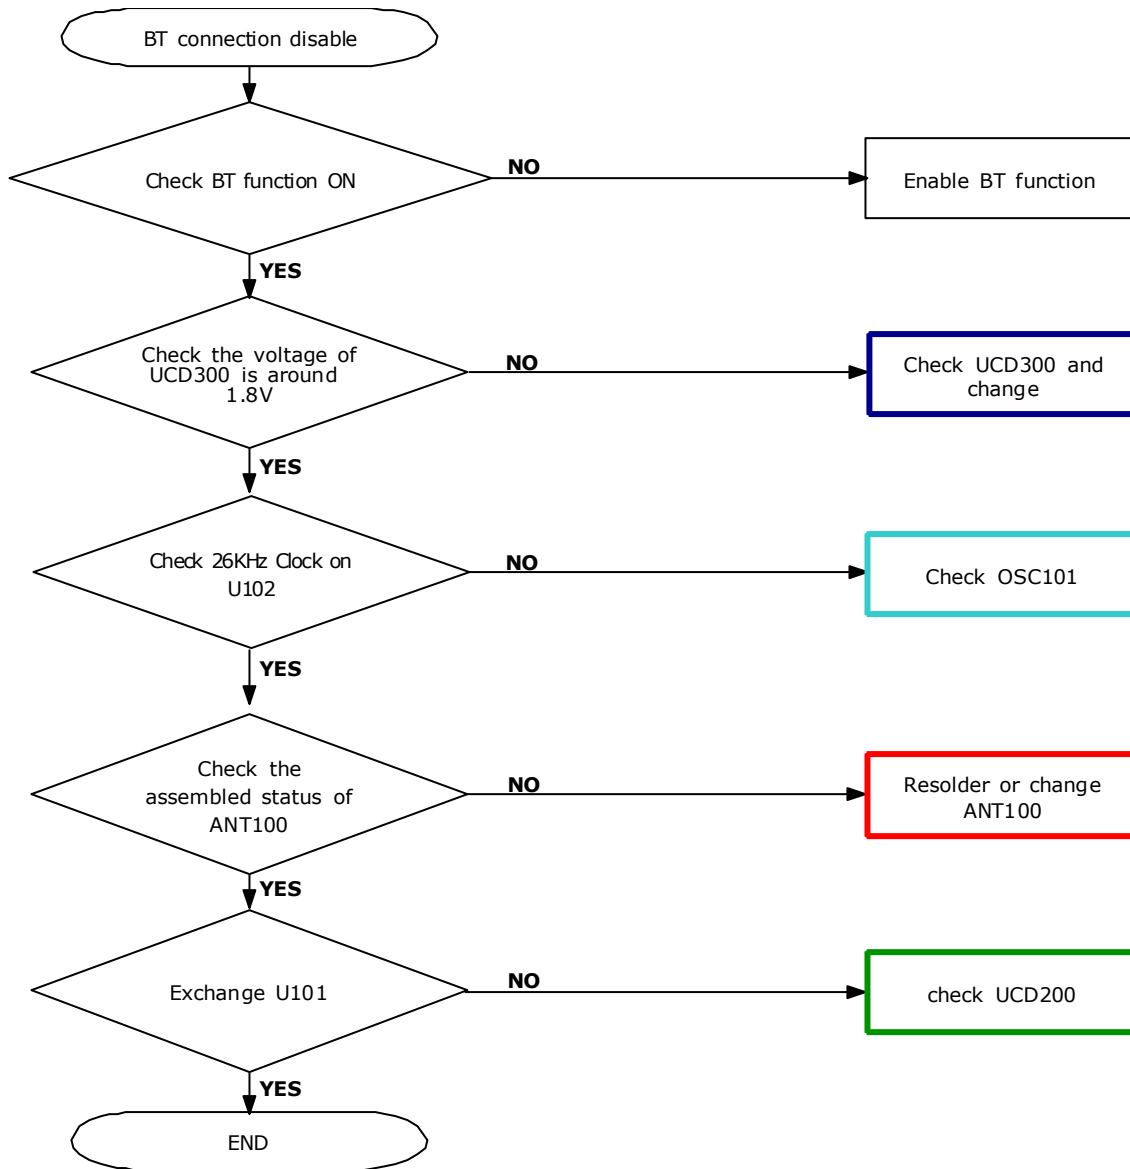 BT connection disable
Check BT function ON
NO
Enable BT function
YES
Check the voltage of
UCD300 is around
1.8V
NO
Check UCD300 and
change
YES
Check 26KHz Clock on
U102
NO
Check OSC101
YES
Check the
assembled status of
ANT100
NO
Resolder or change
ANT100
YES
Exchange U101
NO
check UCD200
YES
END